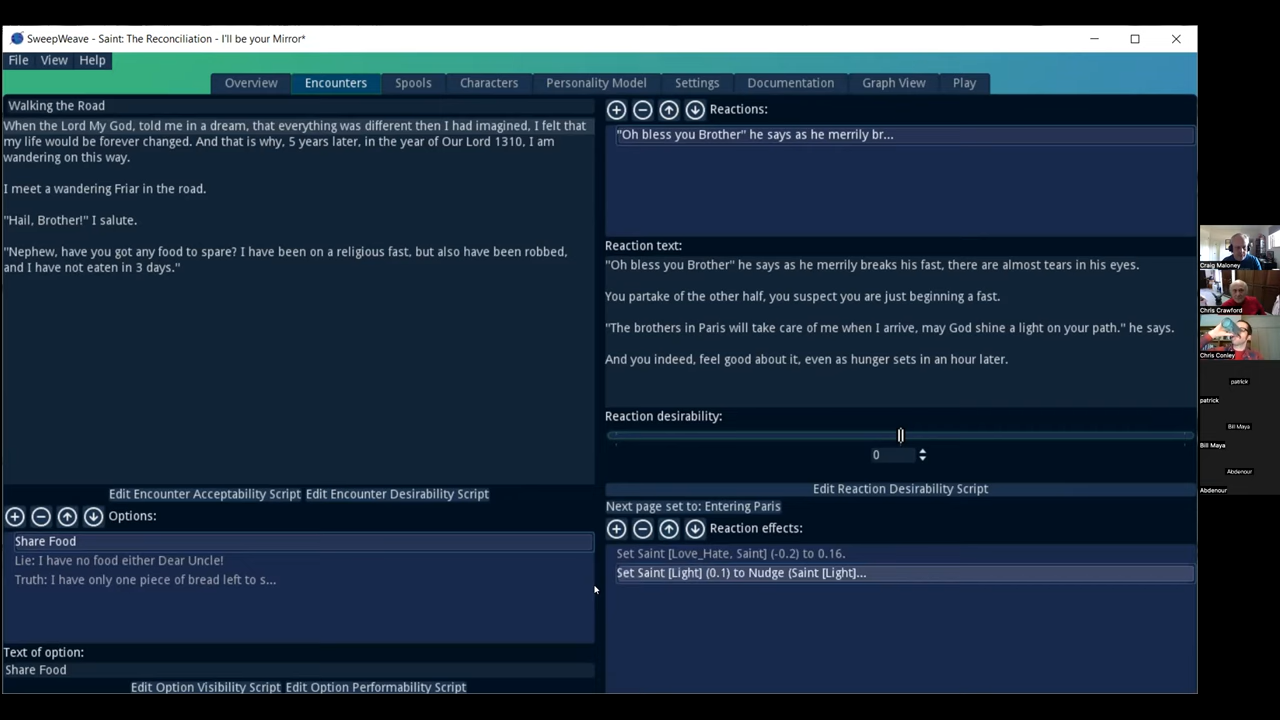 SweepWeave - Saint: The Reconciliation - I'll be your Mirror*
File View Help
Overview Encounters Spools Characters Personality Model Settings Documentation Graph View Play
Walking the Road
When the Lord My God, told me in a dream, that everything was different then I had imagined, I felt that
my life would be forever changed. And that is why, 5 years later, in the year of Our Lord 1310, I am
wandering on this way.
I meet a wandering Friar in the road.
"Hail, Brother!" I salute.
"Nephew, have you got any food to spare? I have been on a religious fast, but also have been robbed,
and I have not eaten in 3 days."
Edit Encounter Acceptability Script Edit Encounter Desirability Script
Options:
Share Food
Lie: I have no food either Dear Uncle!
Truth: I have only one piece of bread left to s...
Text of option:
Share Food
Edit Option Visibility Script Edit Option Performability Script
Reactions:
"Oh bless you Brother" he says as he merrily br...
Reaction text:
"Oh bless you Brother" he says as he merrily breaks his fast, there are almost tears in his eyes.
You partake of the other half, you suspect you are just beginning a fast.
"The brothers in Paris will take care of me when I arrive, may God shine a light on your path." he says.
And you indeed, feel good about it, even as hunger sets in an hour later.
Reaction desirability:
0
Edit Reaction Desirability Script
Next page set to: Entering Paris
Reaction effects:
Set Saint [Love_Hate, Saint] (-0.2) to 0.16.
Set Saint [Light] (0.1) to Nudge (Saint [Light]...
Craig Maloney
Chris Crawford
Chris Conley
patrick
patrick
Bill Maya
Bill Maya
Abdenour
Abdenour